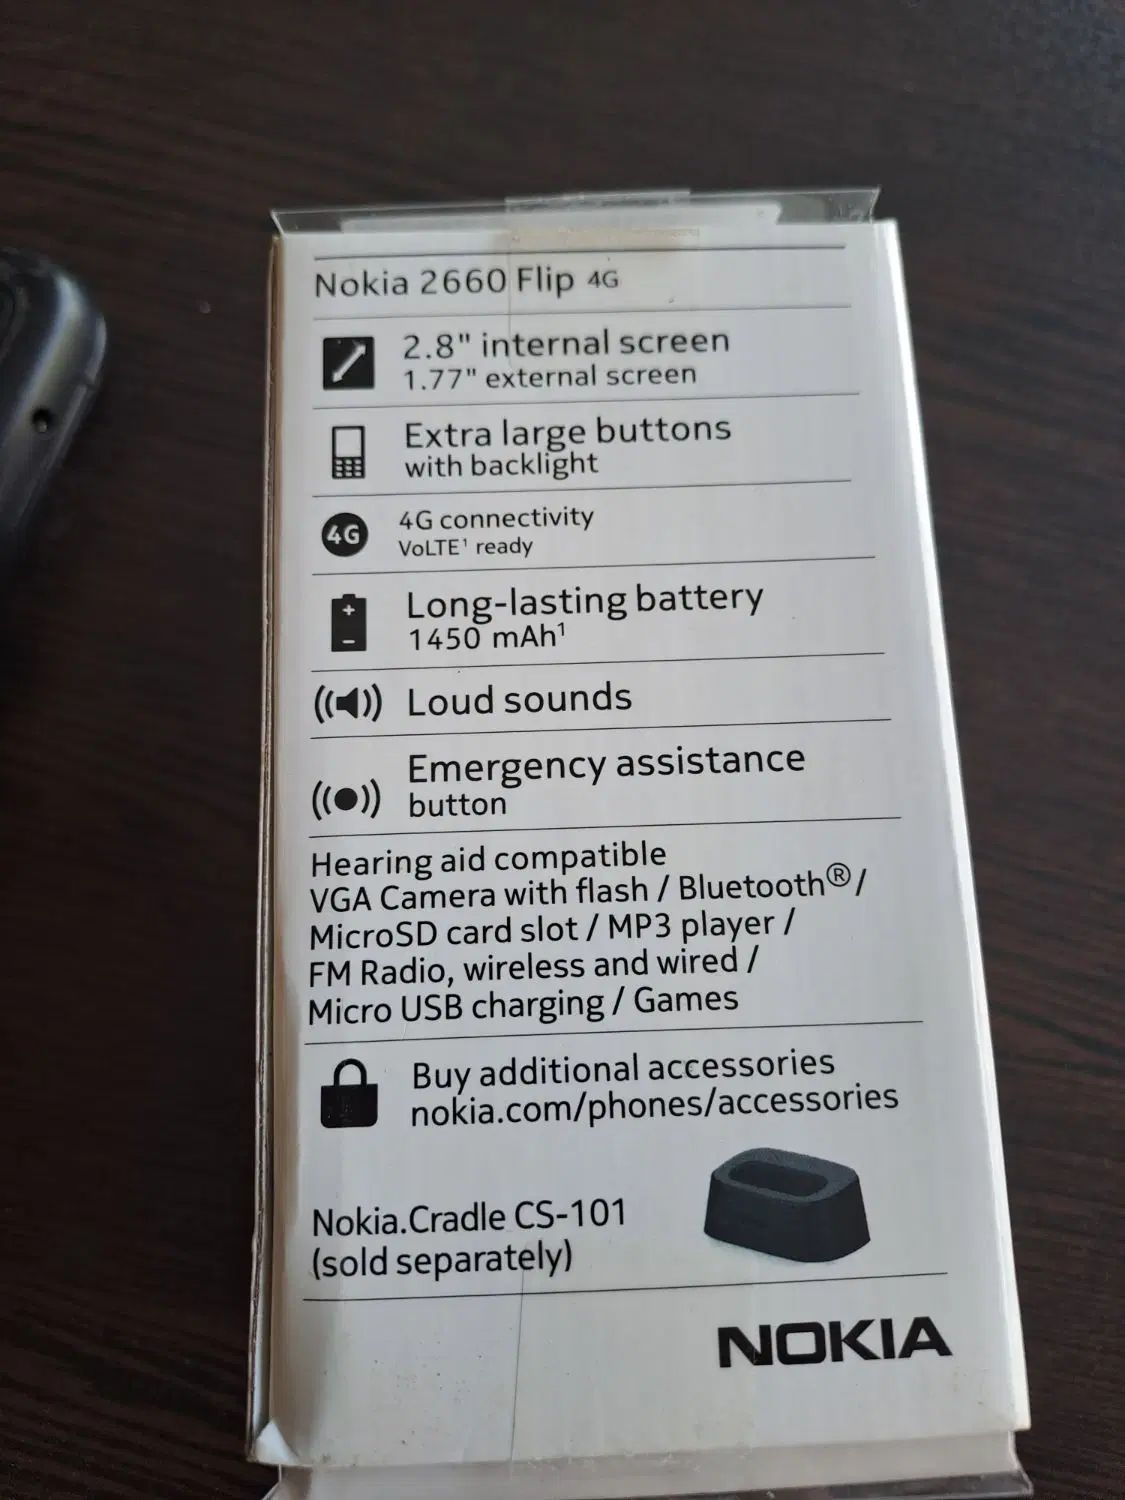 Nokia 2660 Flip 4G
2.8" internal screen
1.77" external screen
Extra large buttons
with backlight
4G
4G connectivity
VoLTE¹ ready
Long-lasting battery
1450 mAh¹
Loud sounds
Emergency assistance
button
Hearing aid compatible
VGA Camera with flash / Bluetooth® /
MicroSD card slot / MP3 player /
FM Radio, wireless and wired /
Micro USB charging / Games
Buy additional accessories
nokia.com/phones/accessories
Nokia.Cradle CS-101
(sold separately)
NOKIA